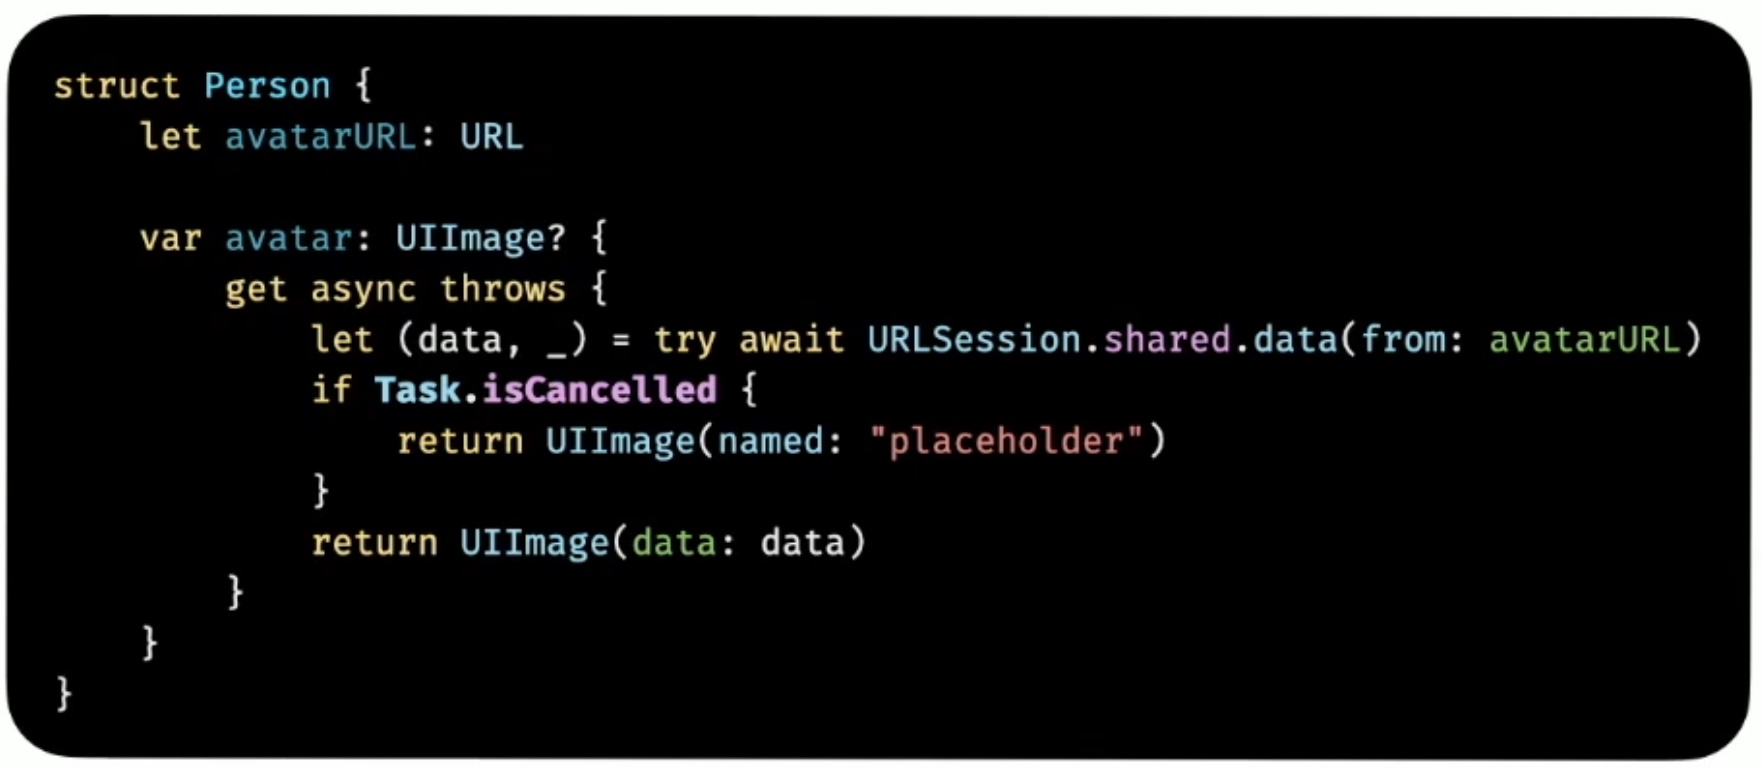 struct Person {
    let avatarURL: URL

    var avatar: UIImage? {
        get async throws {
            let (data, _) = try await URLSession.shared.data(from: avatarURL)
            if Task.isCancelled {
                return UIImage(named: "placeholder")
            }
            return UIImage(data: data)
        }
    }
}